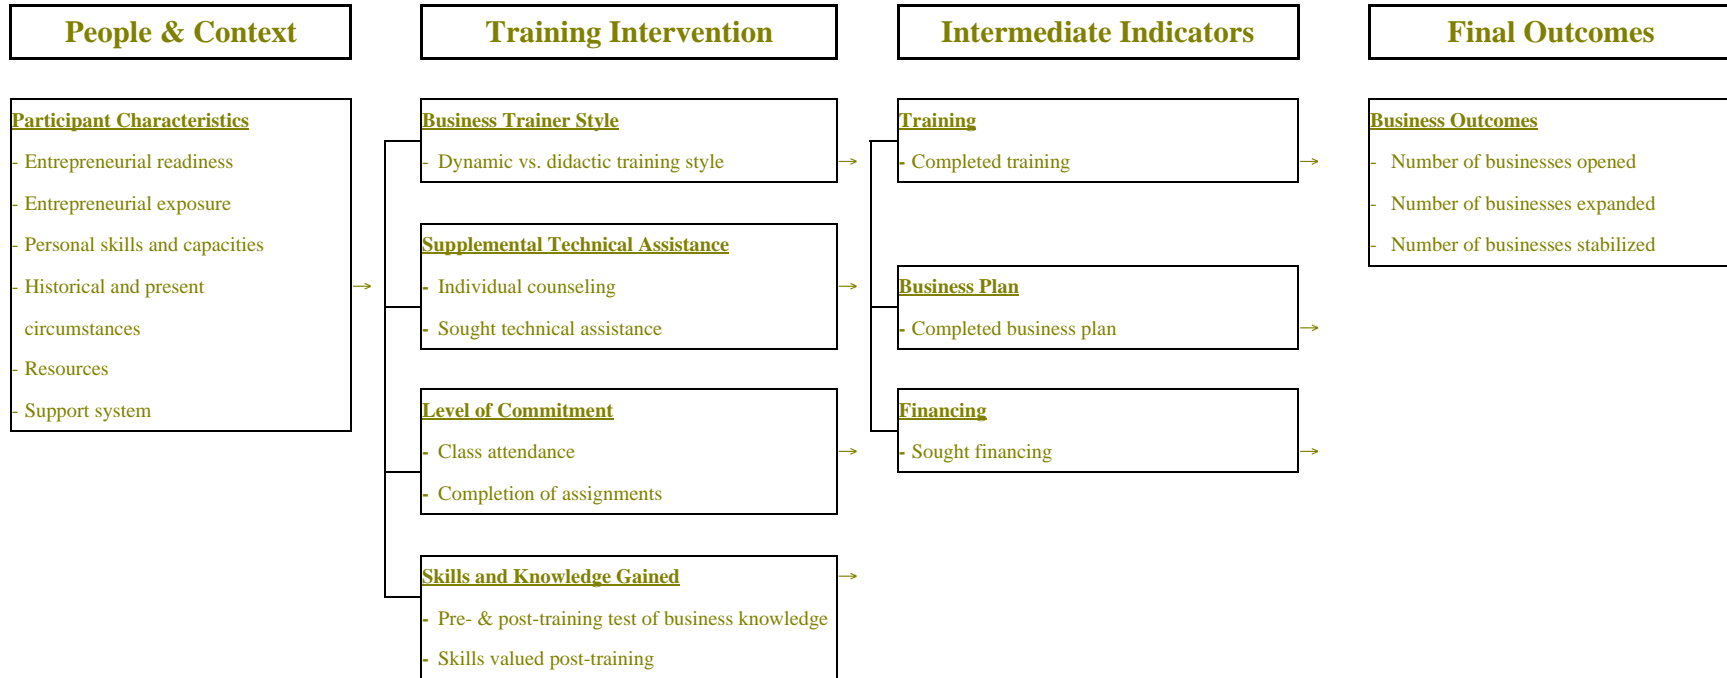 People & Context
Training Intervention
Intermediate Indicators
Final Outcomes
Participant Characteristics
- Entrepreneurial readiness
- Entrepreneurial exposure
- Personal skills and capacities
- Historical and present
circumstances
- Resources
- Support system
→
Business Trainer Style
- Dynamic vs. didactic training style
→
Supplemental Technical Assistance
- Individual counseling
→
- Sought technical assistance
Level of Commitment
- Class attendance
→
- Completion of assignments
Skills and Knowledge Gained
→
- Pre- & post-training test of business knowledge
- Skills valued post-training
Training
- Completed training
→
Business Plan
- Completed business plan
→
Financing
- Sought financing
→
Business Outcomes
- Number of businesses opened
- Number of businesses expanded
- Number of businesses stabilized